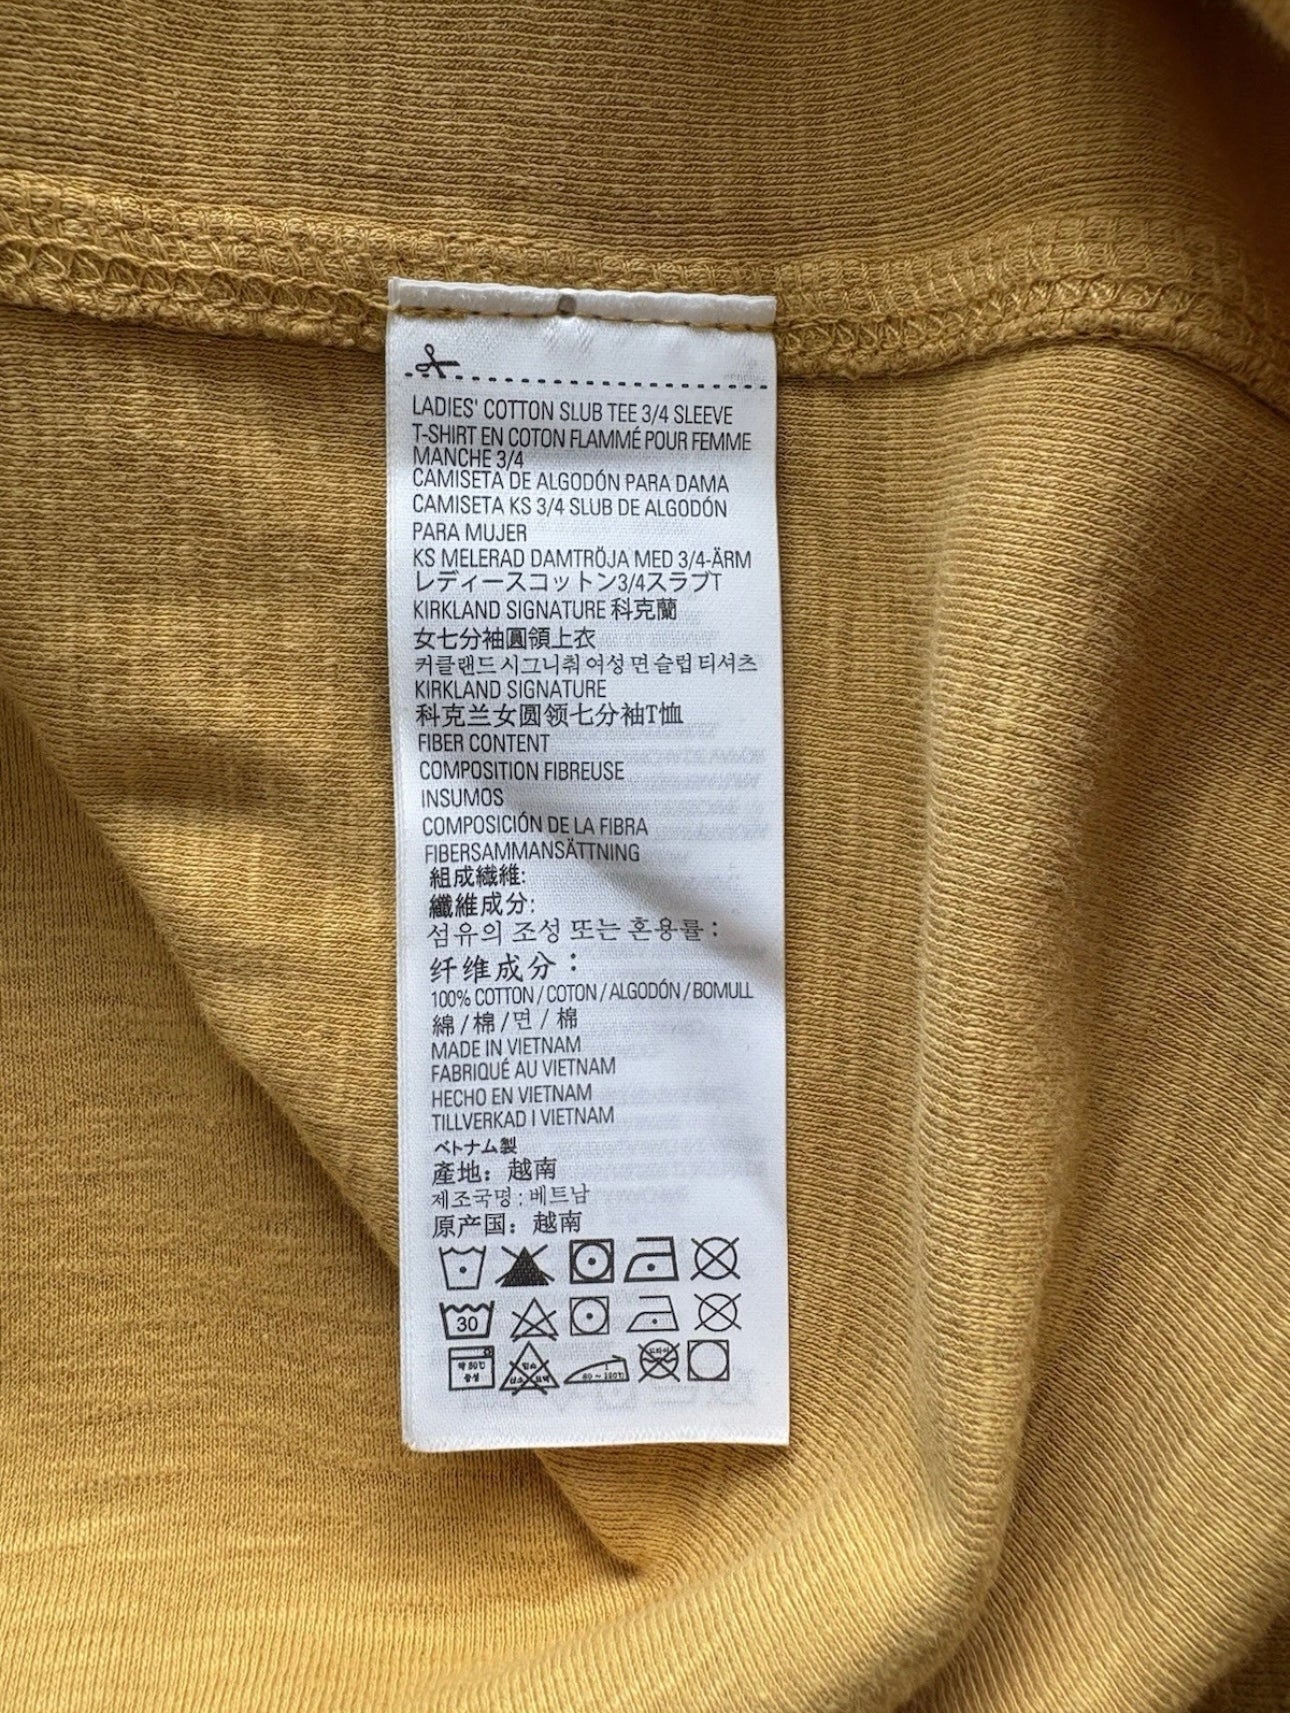 LADIES' COTTON SLUB TEE 3/4 SLEEVE
T-SHIRT EN COTON FLAMMÉ POUR FEMME
MANCHE 3/4
CAMISETA DE ALGODÓN PARA DAMA
CAMISETA KS 3/4 SLUB DE ALGODÓN
PARA MUJER
KS MELERAD DAMTRÖJA MED 3/4-ÄRM
レディースコットン3/4スラブT
KIRKLAND SIGNATURE 科克蘭
女七分袖圓領上衣
커클랜드 시그니춰 여성 면 슬럽 티셔츠
KIRKLAND SIGNATURE
科克兰女圆领七分袖T恤
FIBER CONTENT
COMPOSITION FIBREUSE
INSUMOS
COMPOSICIÓN DE LA FIBRA
FIBERSAMMANSÄTTNING
組成繊維:
纖維成分:
섬유의 조성 또는 혼용률 :
纤维成分：
100% COTTON / COTON / ALGODÓN / BOMULL
綿 / 棉 / 면 / 棉
MADE IN VIETNAM
FABRIQUÉ AU VIETNAM
HECHO EN VIETNAM
TILLVERKAD I VIETNAM
ベトナム製
產地：越南
제조국명 : 베트남
原产国：越南
30
약 30℃
중성